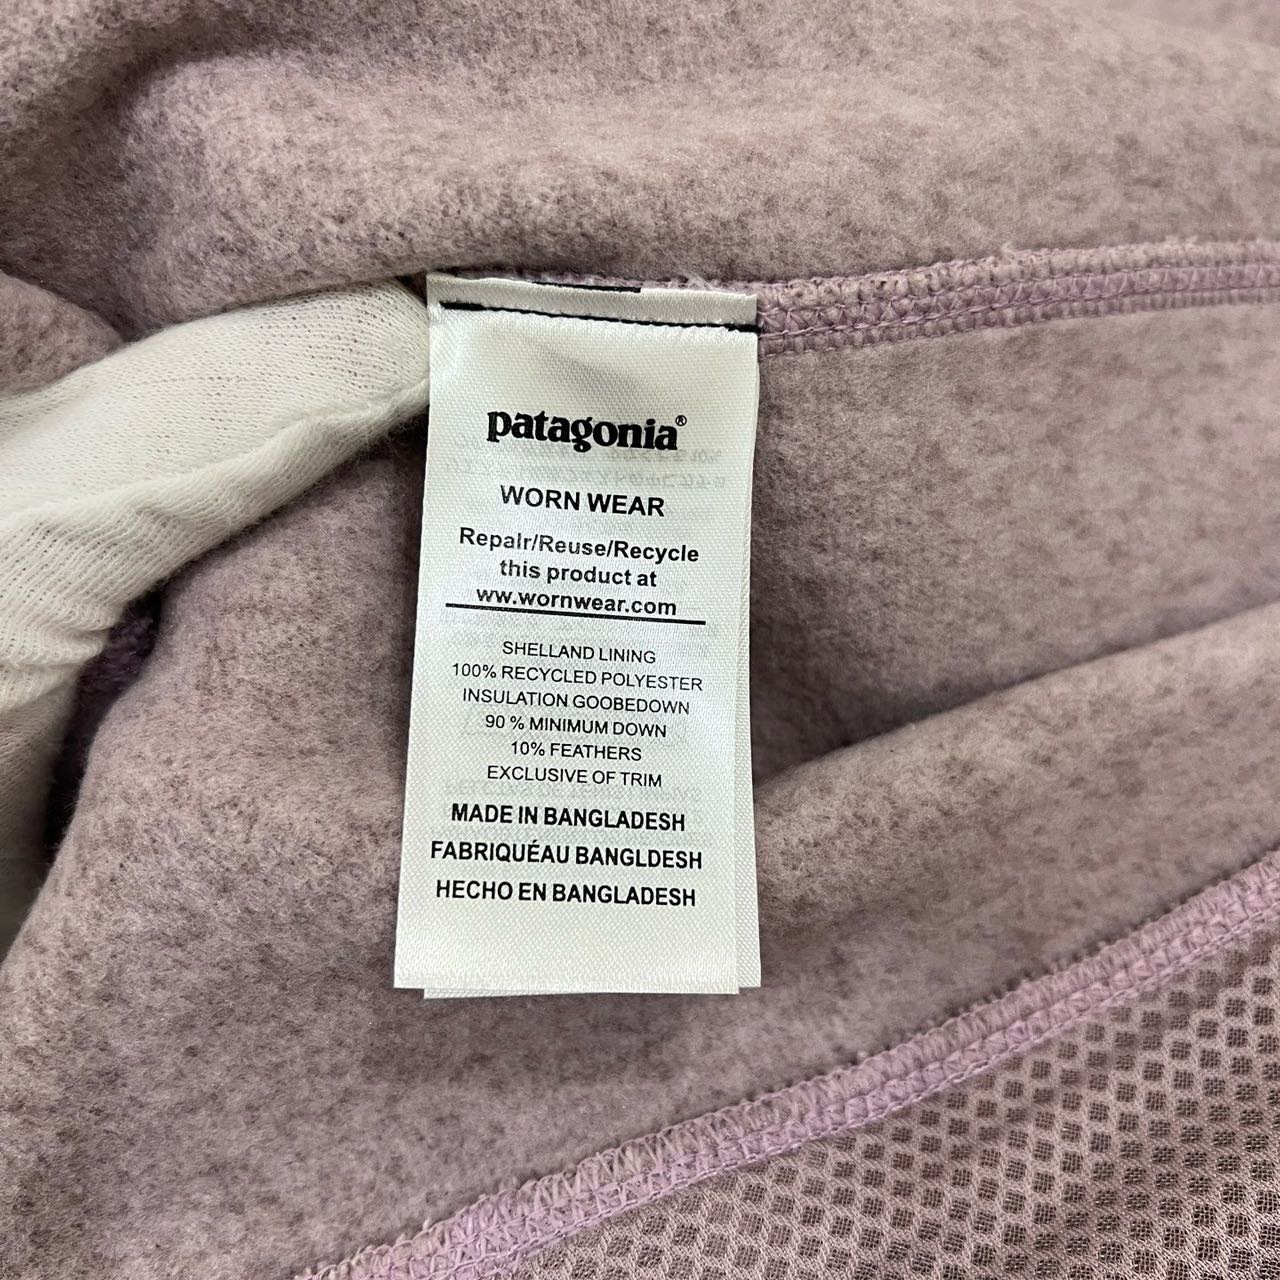 patagonia®
WORN WEAR
Repalr/Reuse/Recycle
this product at
ww.wornwear.com
SHELLAND LINING
100% RECYCLED POLYESTER
INSULATION GOOBEDOWN
90 % MINIMUM DOWN
10% FEATHERS
EXCLUSIVE OF TRIM
MADE IN BANGLADESH
FABRIQUÉAU BANGLDESH
HECHO EN BANGLADESH